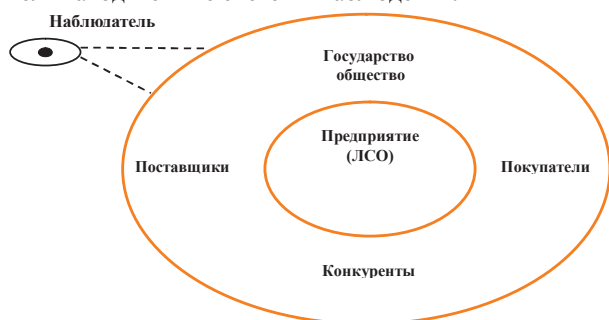 Наблюдатель
Государство
общество
Предприятие
(ЛСО)
Поставщики
Покупатели
Конкуренты